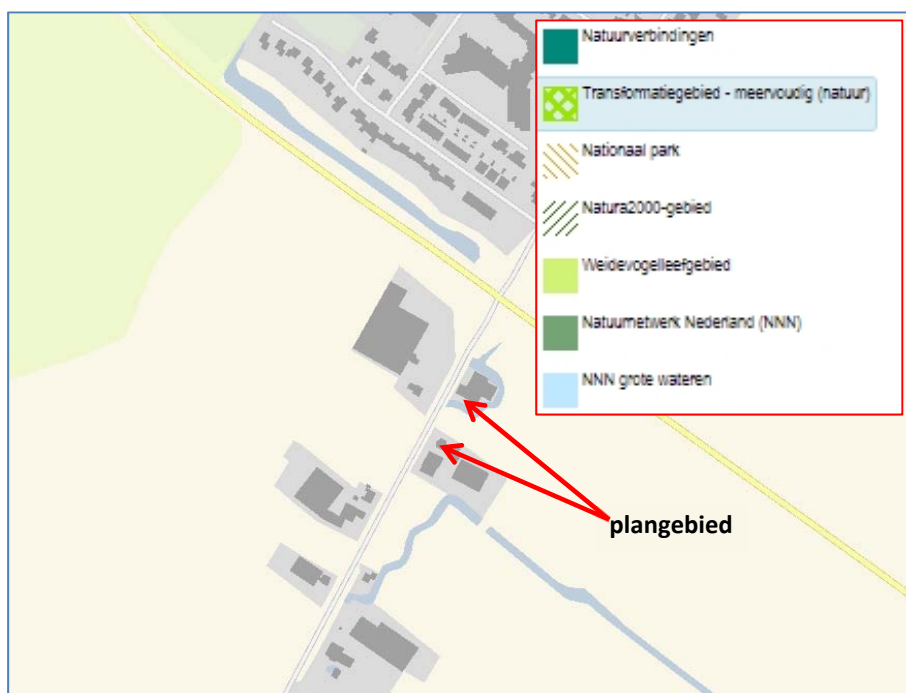 Natuurverbindingen
Transformatiegebied - meervoudig (natuur)
Nationaal park
Natura2000-gebied
Weidevogelleefgebied
Natuurnetwerk Nederland (NNN)
NNN grote wateren
plangebied